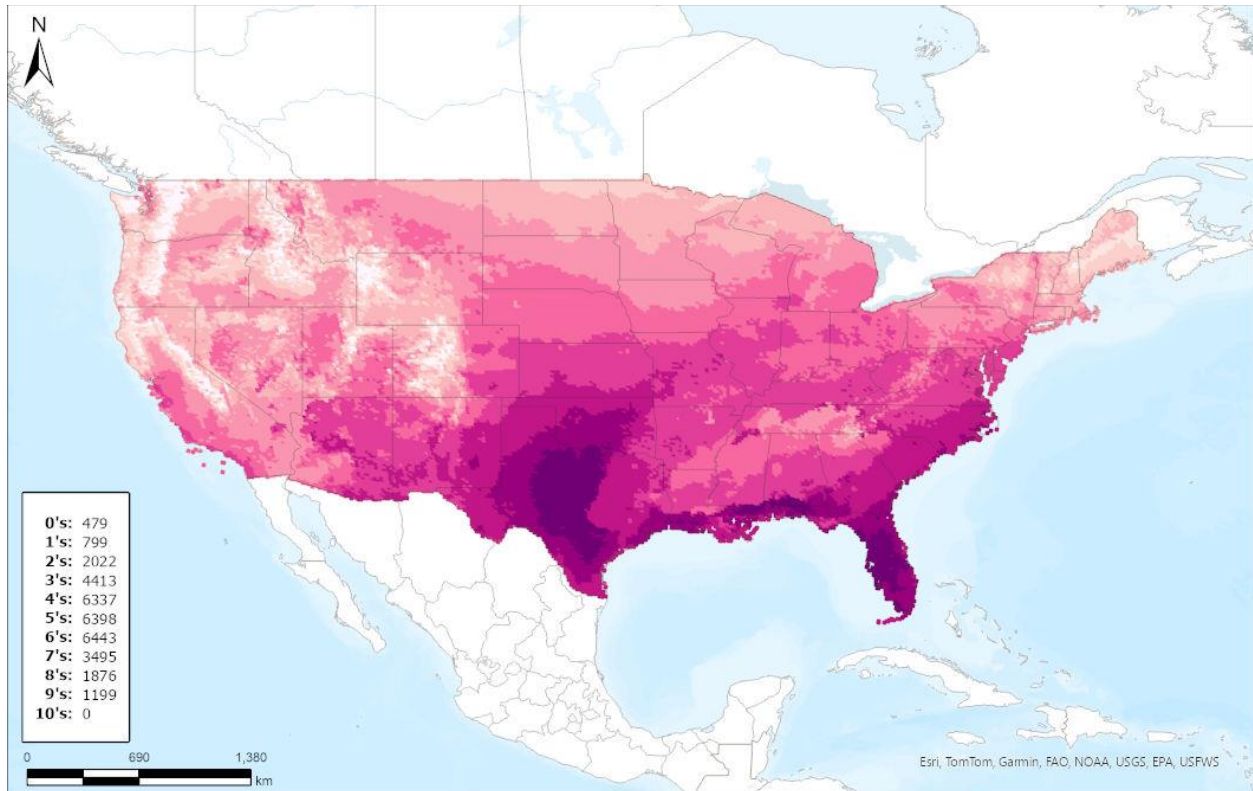 N
0's: 479
1's: 799
2's: 2022
3's: 4413
4's: 6337
5's: 6398
6's: 6443
7's: 3495
8's: 1876
9's: 1199
10's: 0
0 690 1,380
km
Esri, TomTom, Garmin, FAO, NOAA, USGS, EPA, USFWS